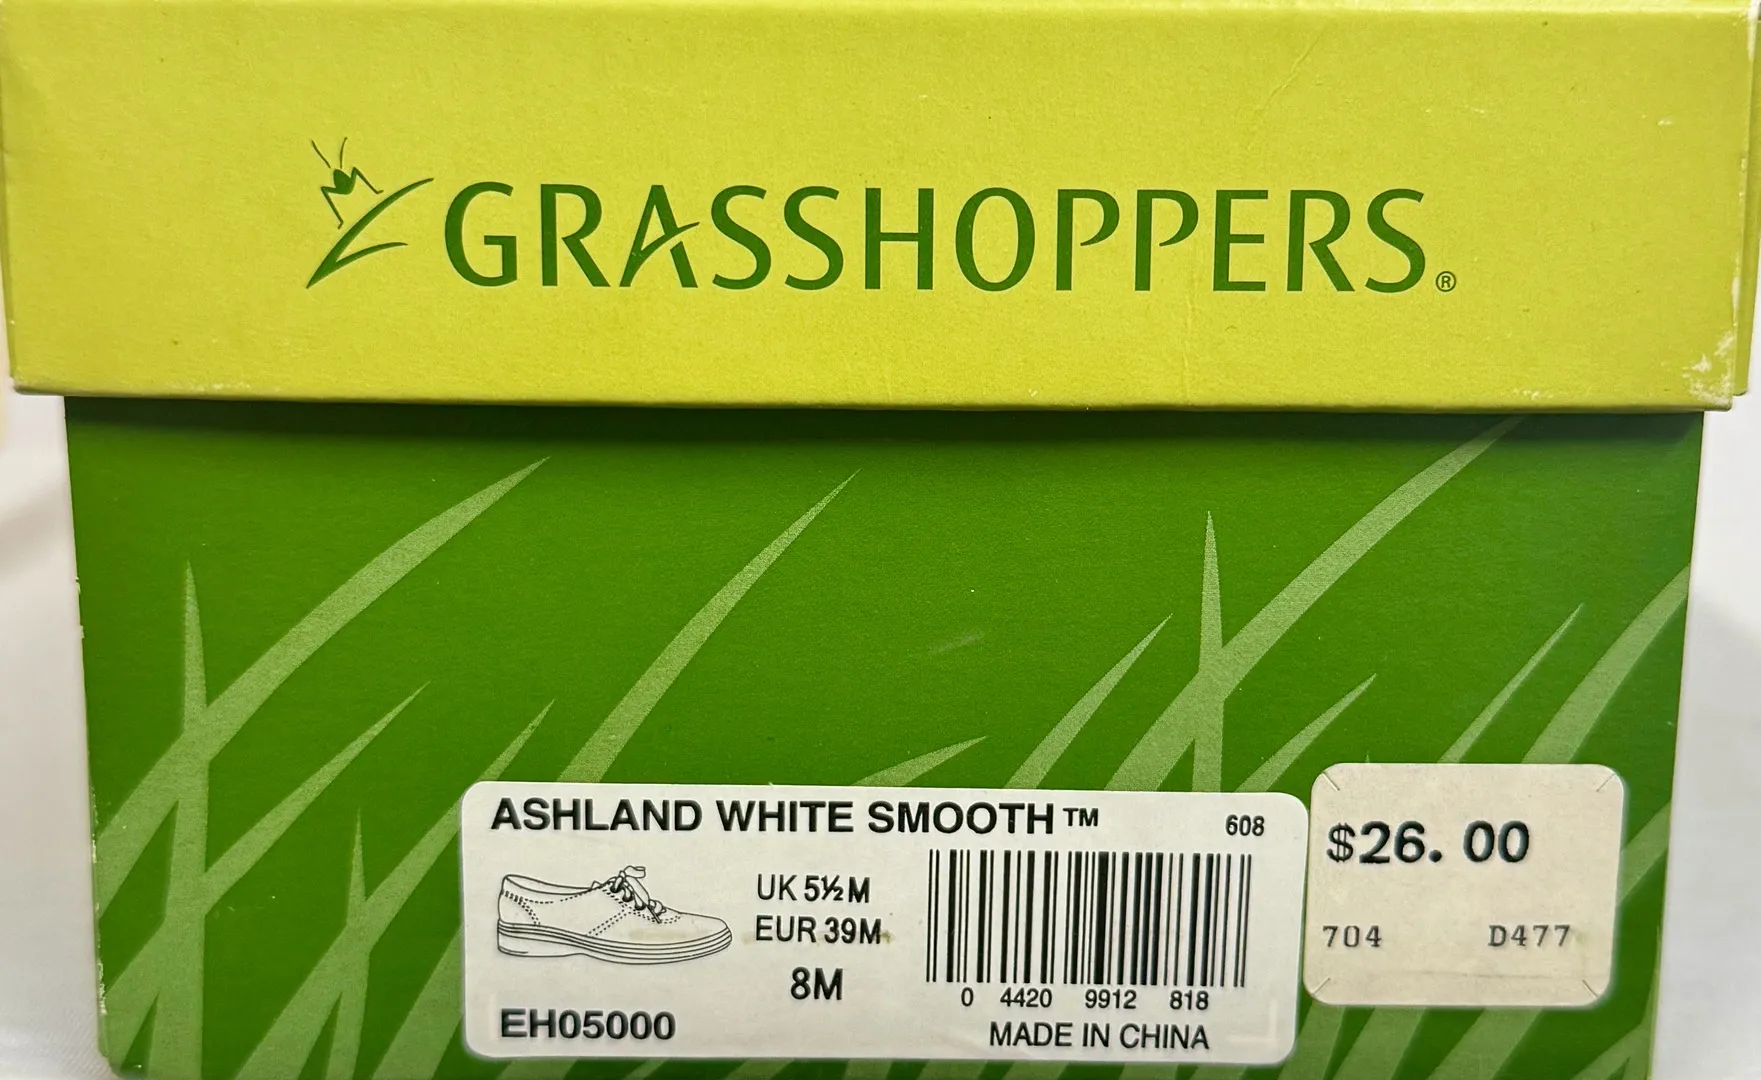 GRASSHOPPERS®
ASHLAND WHITE SMOOTH™ 608
UK 5½ M
EUR 39M
8M
0 4420 9912 818
EH05000
MADE IN CHINA
$26.00
704 D477